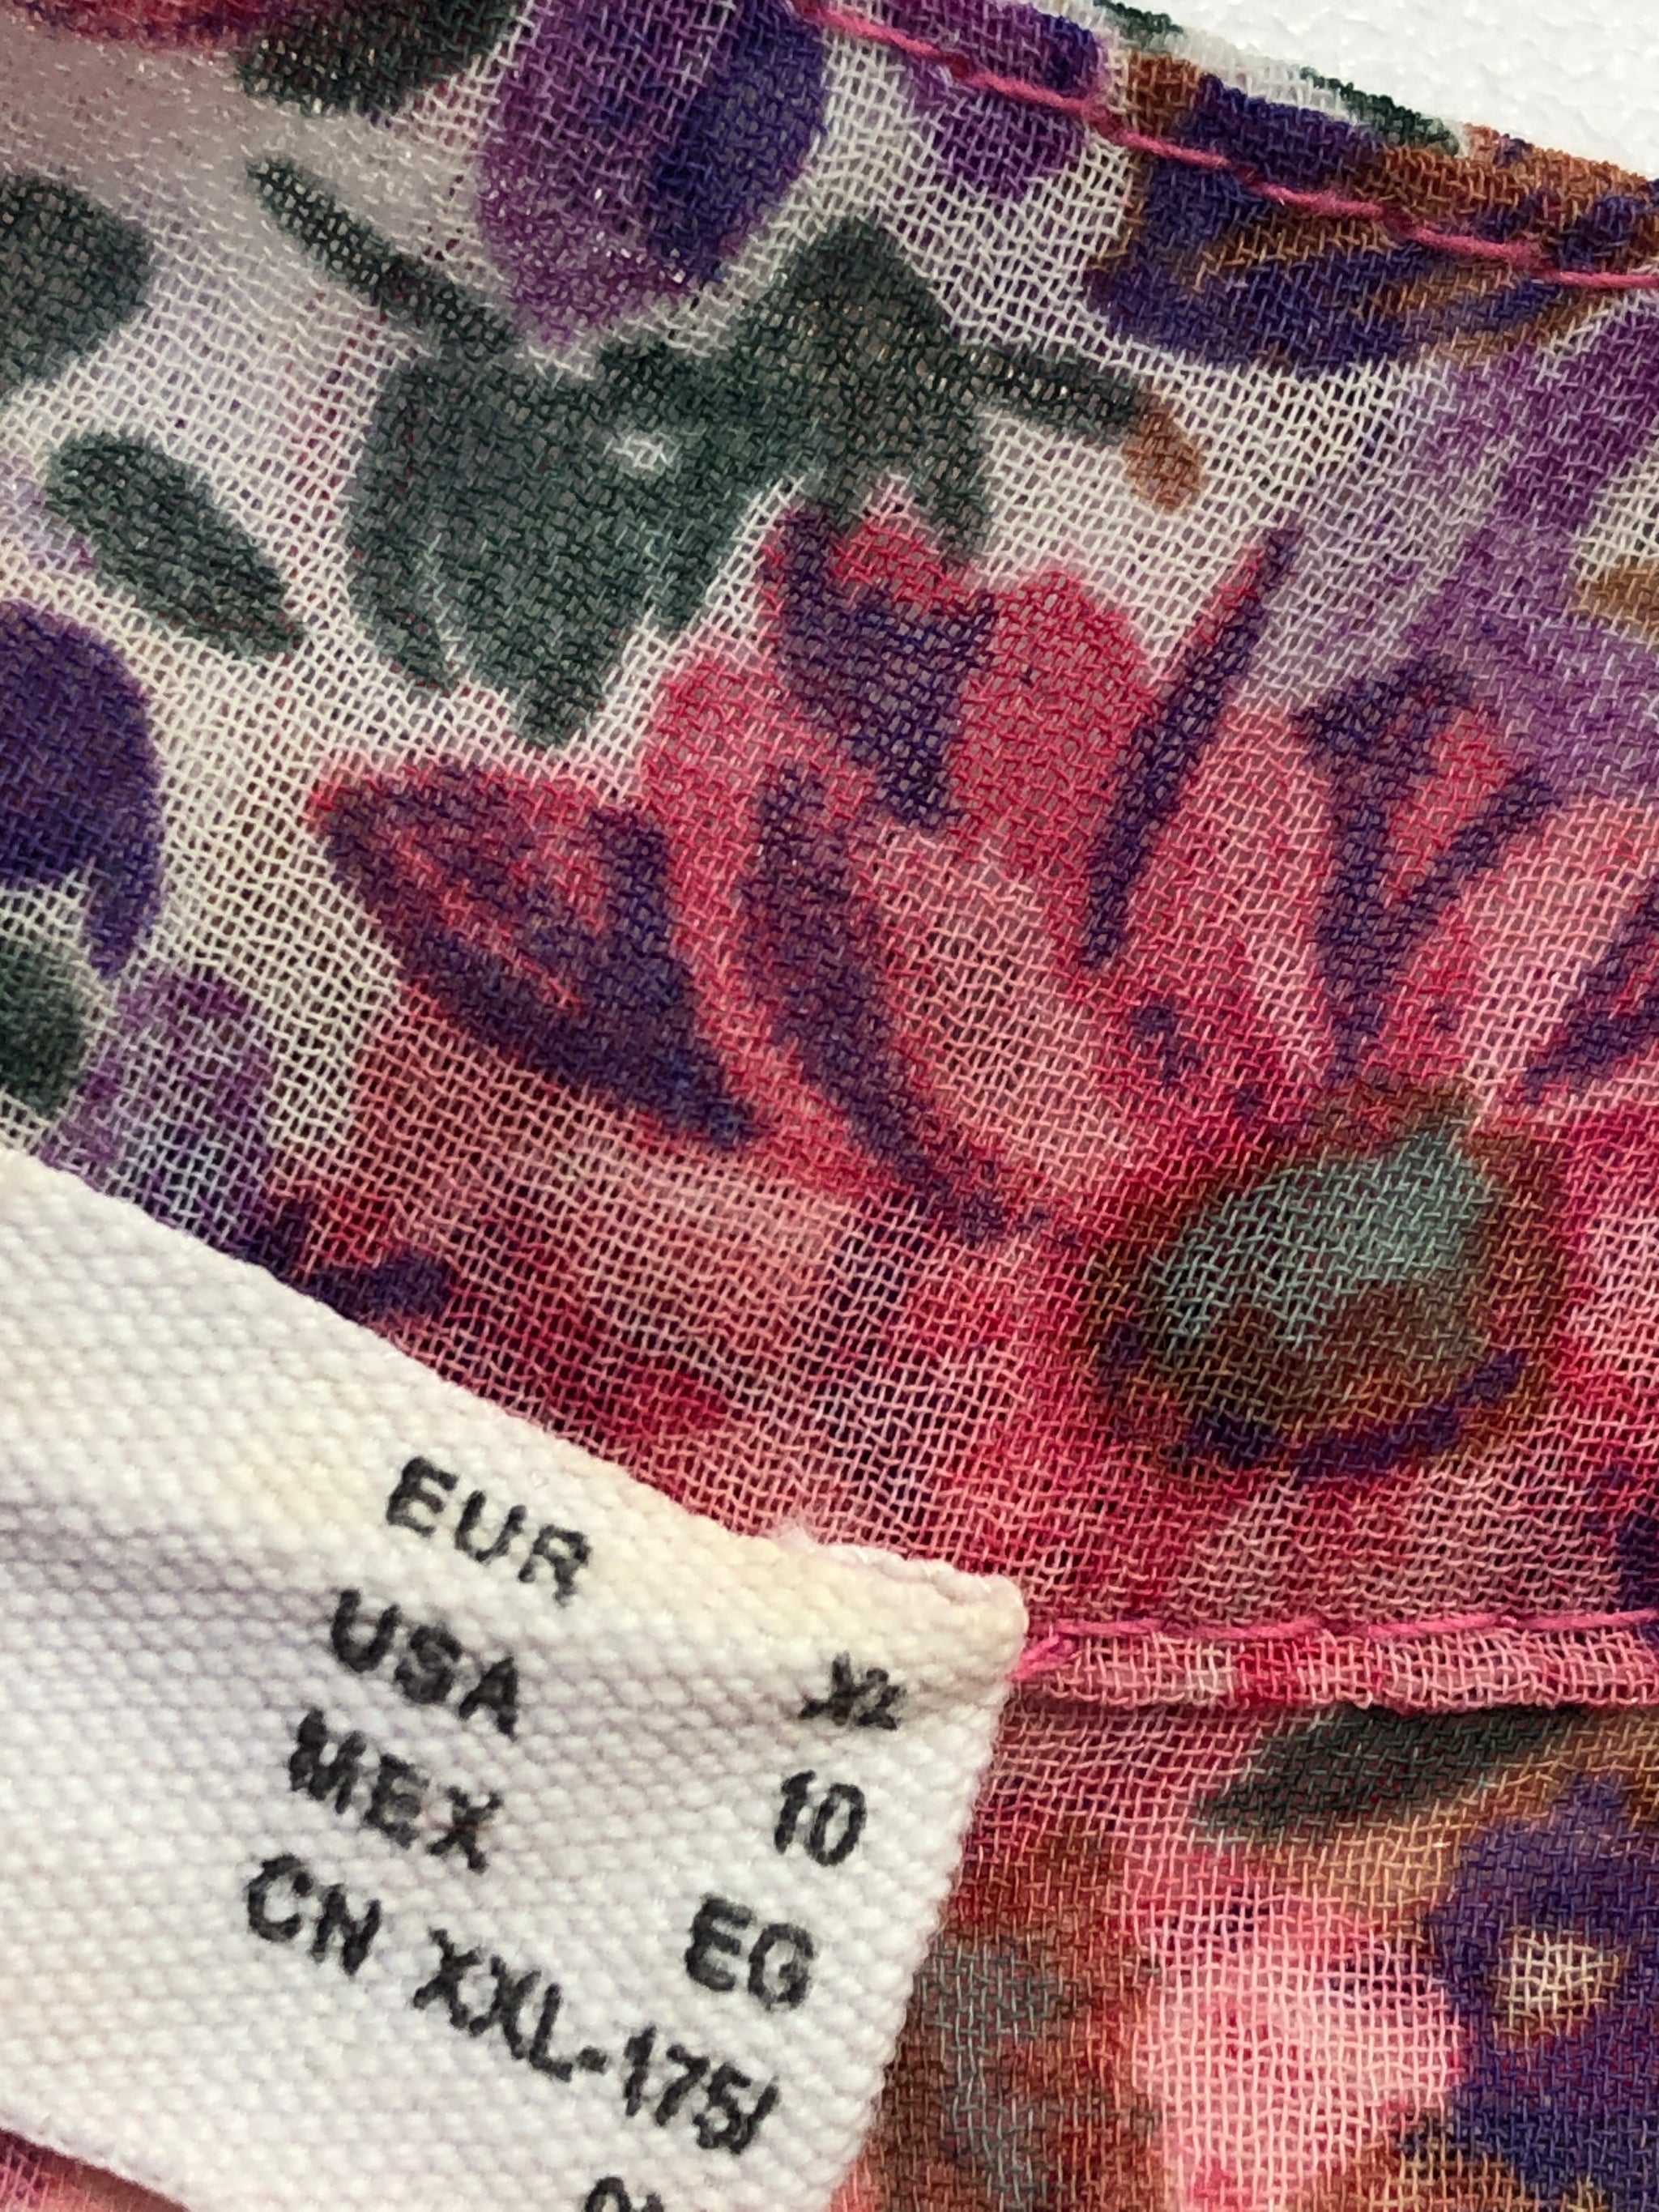 EUR
USA 10
MEX EG
CN XXL-175/